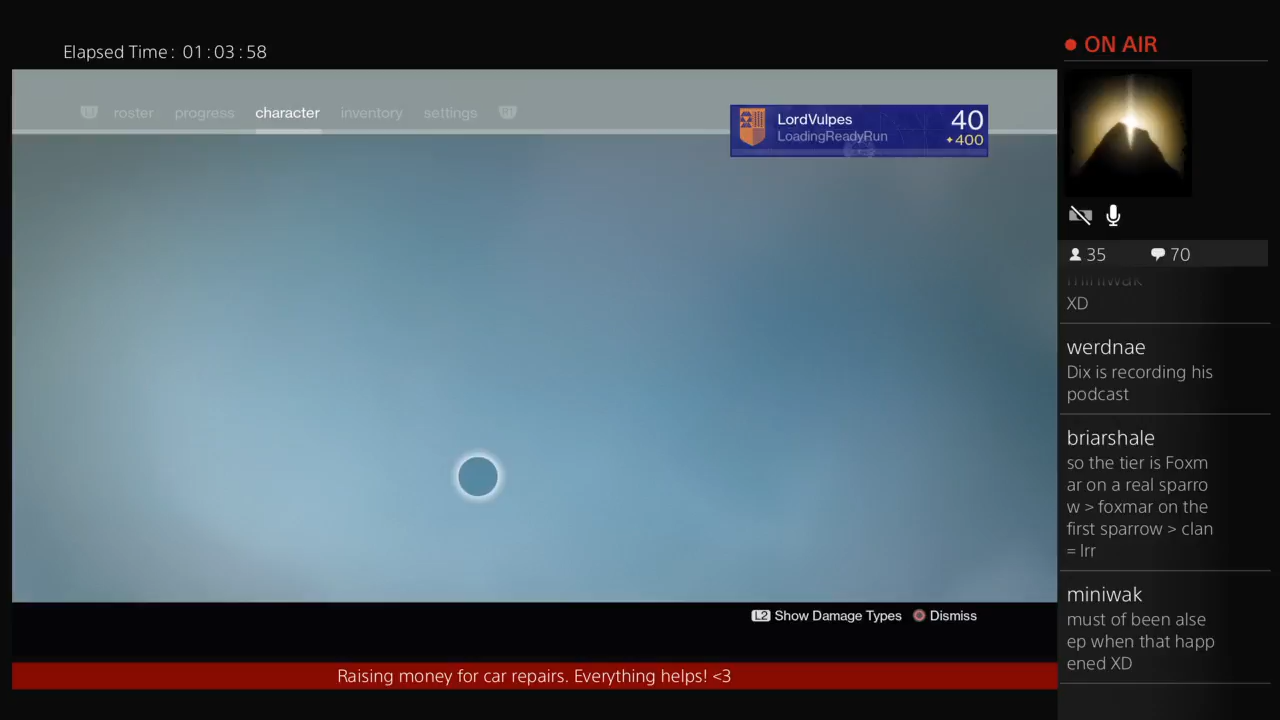 Elapsed Time: 01:03:58
ON AIR
L1 roster progress character inventory settings R1
LordVulpes
LoadingReadyRun
40
400
35
70
miniwak
XD
werdnae
Dix is recording his
podcast
briarshale
so the tier is Foxm
ar on a real sparro
w > foxmar on the
first sparrow > clan
= lrr
miniwak
must of been alse
ep when that happ
ened XD
L2 Show Damage Types Dismiss
Raising money for car repairs. Everything helps! <3